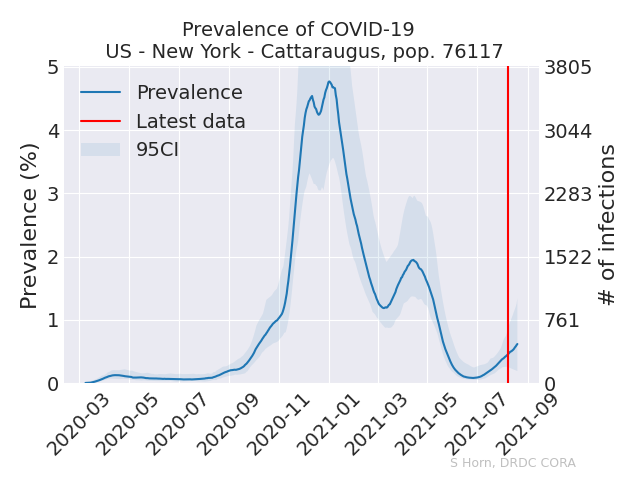 Prevalence of COVID-19
US - New York - Cattaraugus, pop. 76117
Prevalence
Latest data
95CI
Prevalence (%)
5
4
3
2
1
0
3805
3044
2283
1522
761
0
# of infections
2020-03
2020-05
2020-07
2020-09
2020-11
2021-01
2021-03
2021-05
2021-07
2021-09
S Horn, DRDC CORA